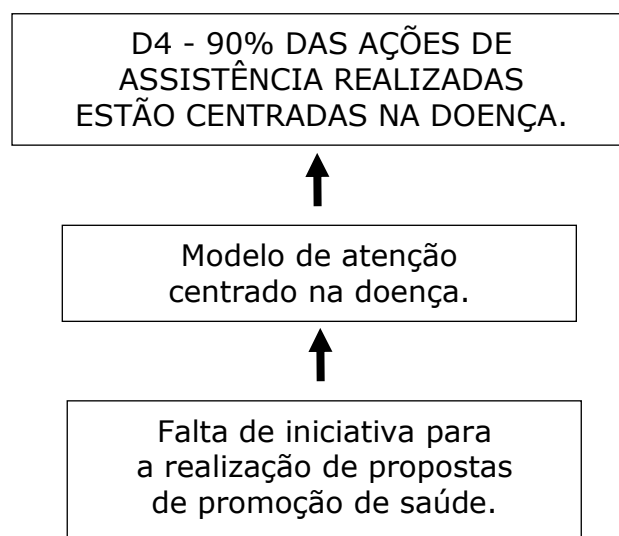 D4 - 90% DAS AÇÕES DE
ASSISTÊNCIA REALIZADAS
ESTÃO CENTRADAS NA DOENÇA.
Modelo de atenção
centrado na doença.
Falta de iniciativa para
a realização de propostas
de promoção de saúde.